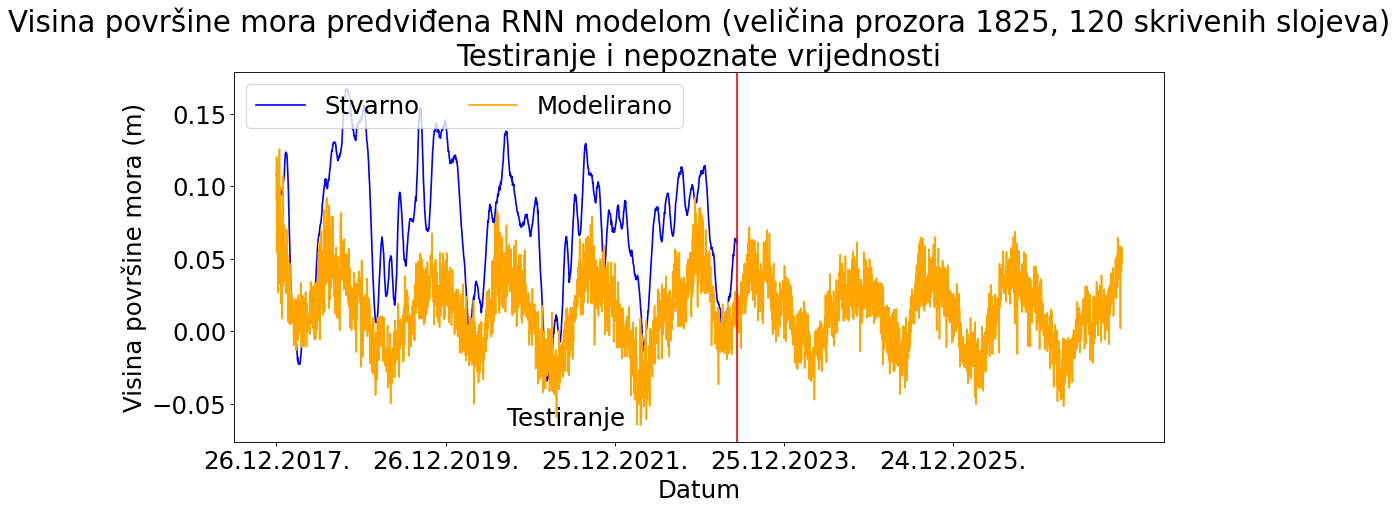 Visina površine mora predviđena RNN modelom (veličina prozora 1825, 120 skrivenih slojeva)
Testiranje i nepoznate vrijednosti
Stvarno Modelirano
Visina površine mora (m)
0.15
0.10
0.05
0.00
−0.05
Testiranje
26.12.2017. 26.12.2019. 25.12.2021. 25.12.2023. 24.12.2025.
Datum